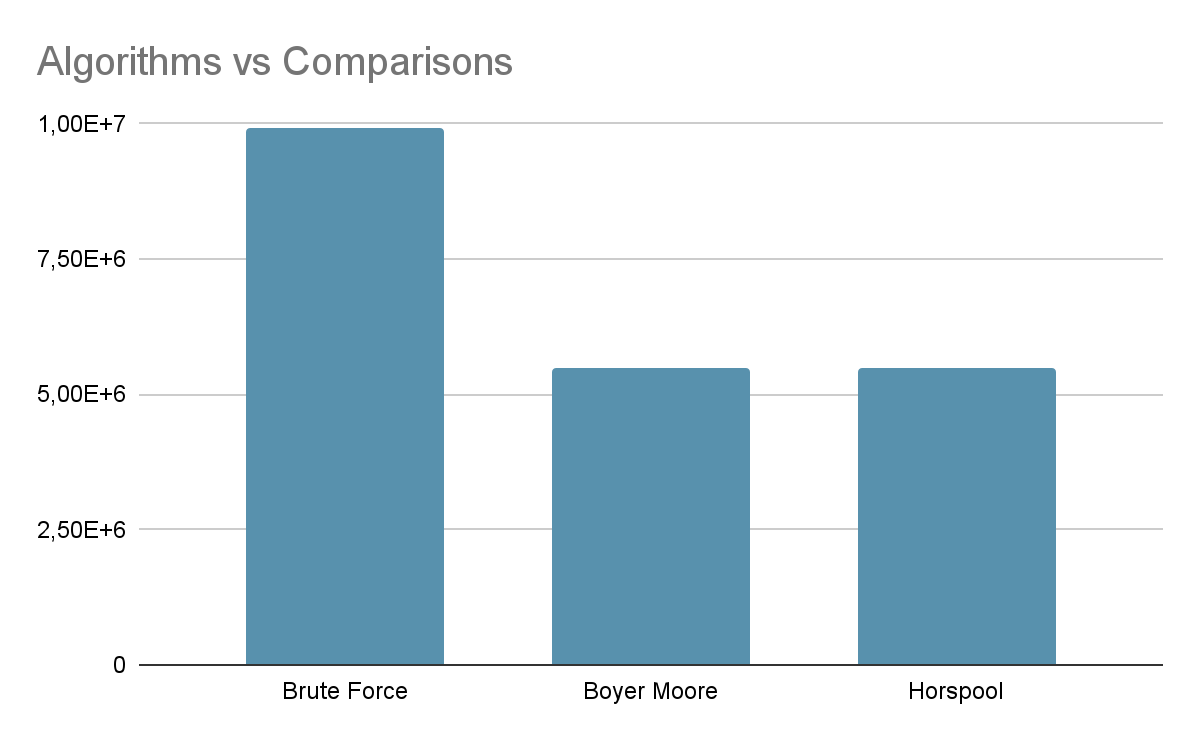 Algorithms vs Comparisons
1,00E+7
7,50E+6
5,00E+6
2,50E+6
0
Brute Force
Boyer Moore
Horspool